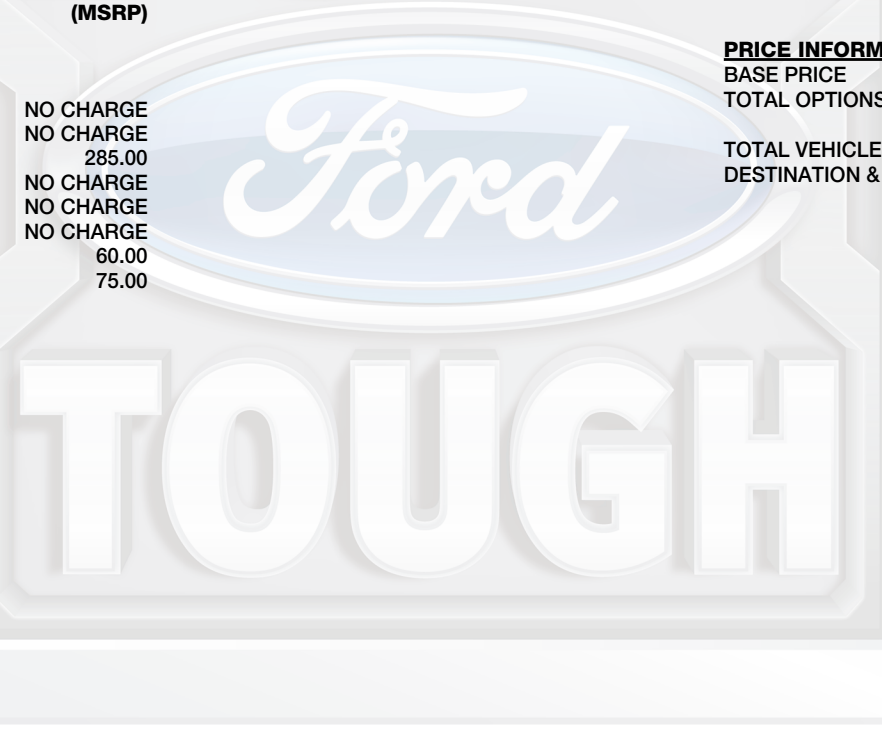 (MSRP)
NO CHARGE
NO CHARGE
285.00
NO CHARGE
NO CHARGE
NO CHARGE
60.00
75.00
PRICE INFORM
BASE PRICE
TOTAL OPTIONS
TOTAL VEHICLE
DESTINATION &
Ford
TOUGH